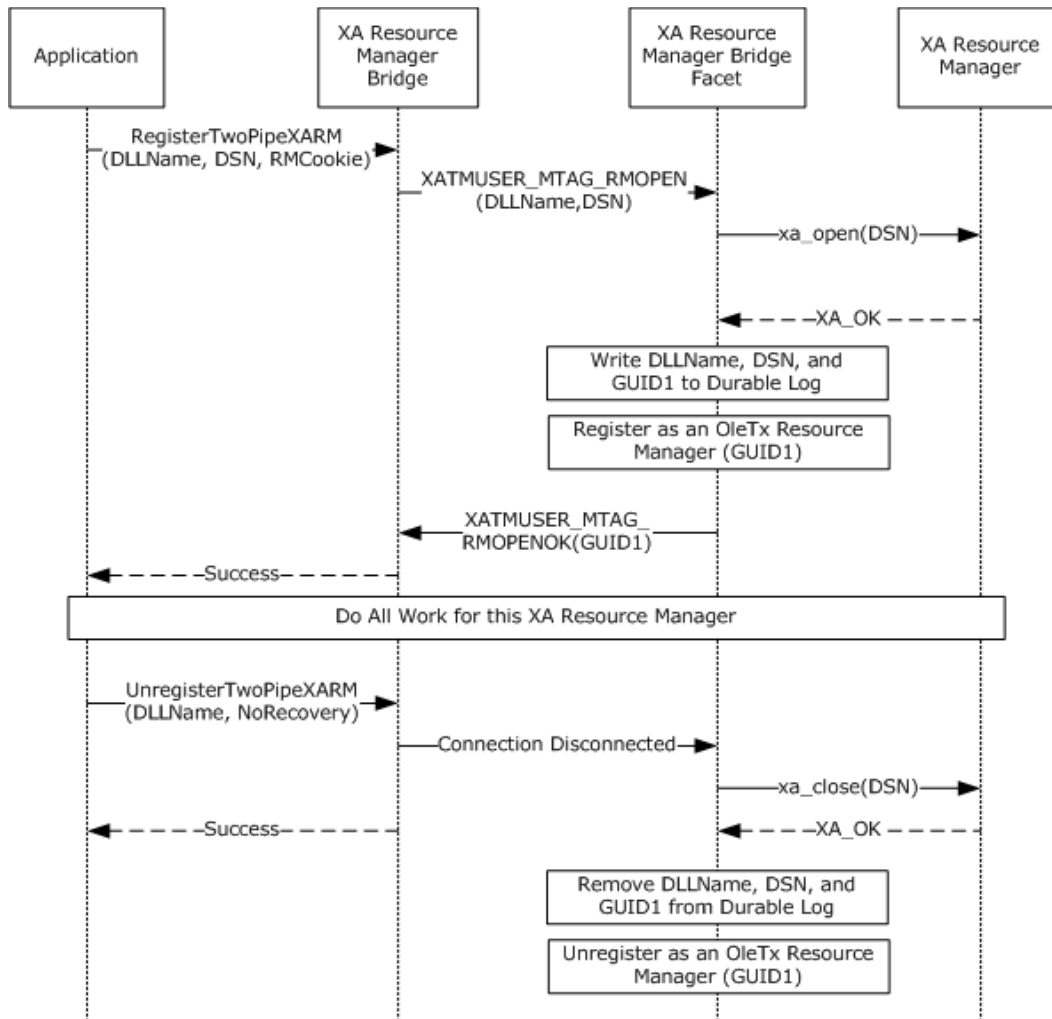 Application
XA Resource
Manager
Bridge
XA Resource
Manager Bridge
Facet
XA Resource
Manager
RegisterTwoPipeXARM
(DLLName, DSN, RMCookie)
XATMUSER_MTAG_RMOPEN
(DLLName,DSN)
xa_open(DSN)
XA_OK
Write DLLName, DSN, and
GUID1 to Durable Log
Register as an OleTx Resource
Manager (GUID1)
XATMUSER_MTAG_
RMOPENOK(GUID1)
Success
Do All Work for this XA Resource Manager
UnregisterTwoPipeXARM
(DLLName, NoRecovery)
Connection Disconnected
xa_close(DSN)
Success
XA_OK
Remove DLLName, DSN, and
GUID1 from Durable Log
Unregister as an OleTx Resource
Manager (GUID1)